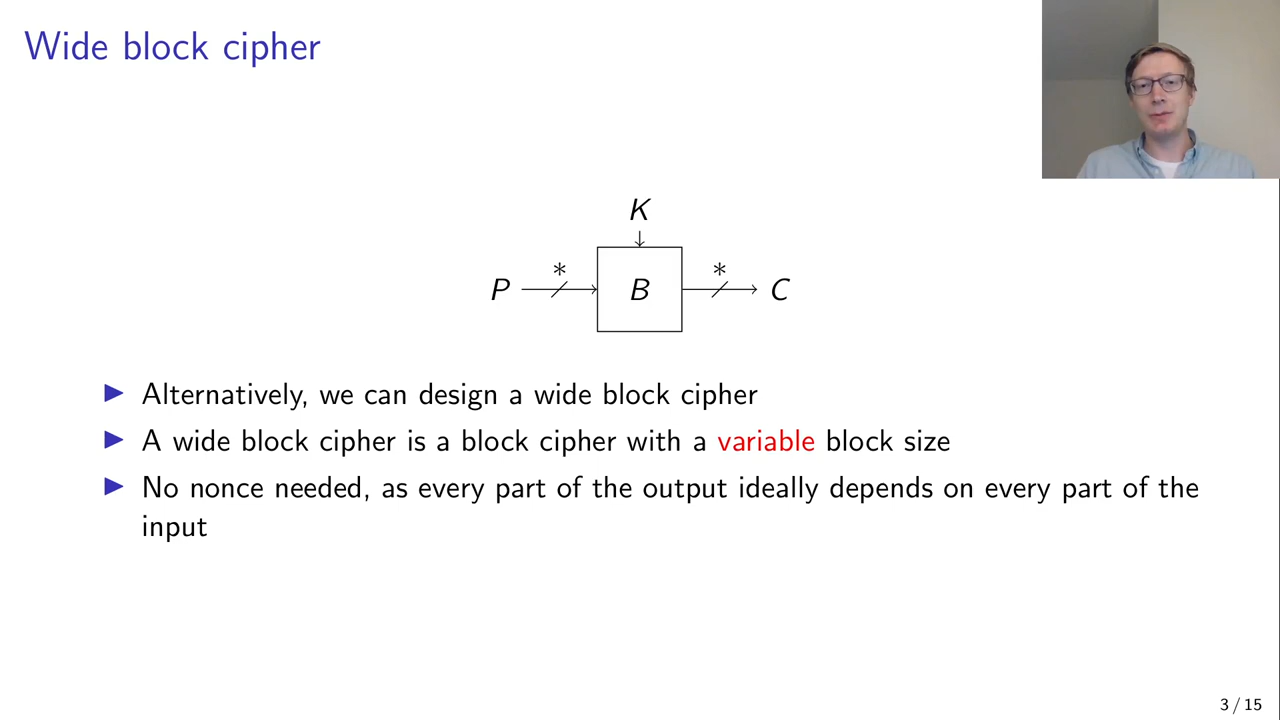 Wide block cipher
K
P * B * C
▶ Alternatively, we can design a wide block cipher
▶ A wide block cipher is a block cipher with a variable block size
▶ No nonce needed, as every part of the output ideally depends on every part of the
input
3 / 15